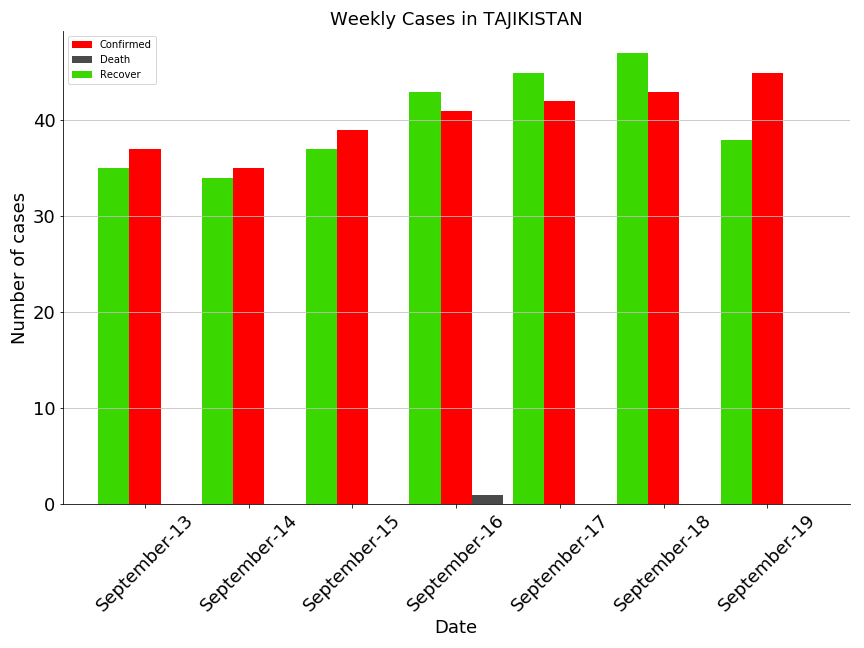 Weekly Cases in TAJIKISTAN
Confirmed
Death
Recover
Number of cases
40
30
20
10
0
September-13
September-14
September-15
September-16
September-17
September-18
September-19
Date